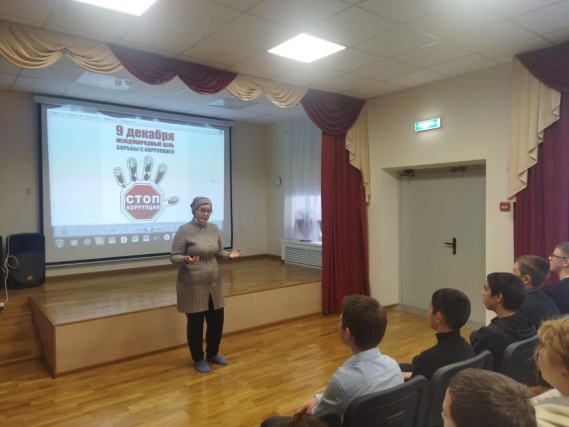 9 декабря
МЕЖДУНАРОДНЫЙ ДЕНЬ
БОРЬБЫ С КОРРУПЦИЕЙ
СТОП
КОРРУПЦИЯ